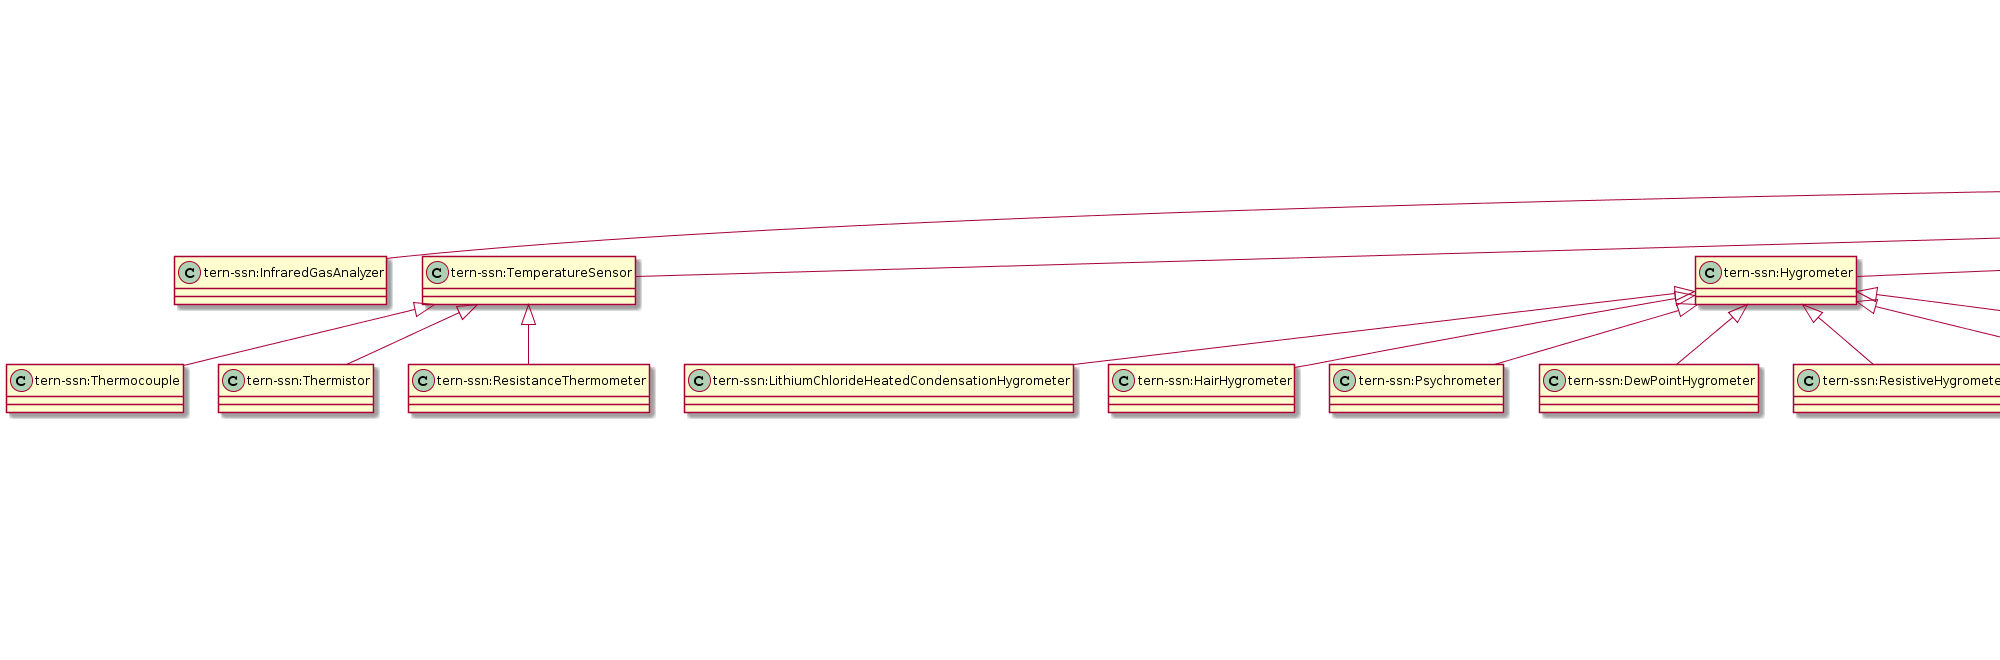 C tern-ssn:InfraredGasAnalyzer
C tern-ssn:TemperatureSensor
C tern-ssn:Hygrometer
C tern-ssn:Thermocouple
C tern-ssn:Thermistor
C tern-ssn:ResistanceThermometer
C tern-ssn:LithiumChlorideHeatedCondensationHygrometer
C tern-ssn:HairHygrometer
C tern-ssn:Psychrometer
C tern-ssn:DewPointHygrometer
C tern-ssn:ResistiveHygromete